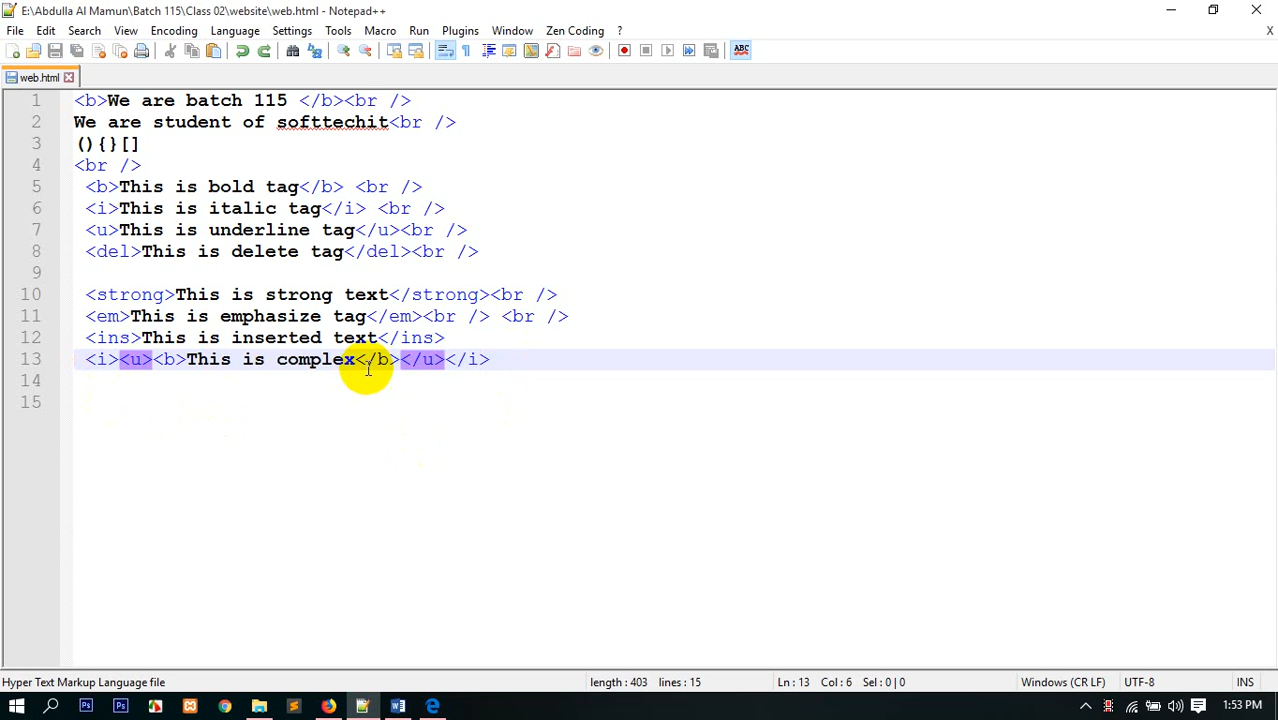 E:\Abdulla Al Mamun\Batch 115\Class 02\website\web.html - Notepad++
File Edit Search View Encoding Language Settings Tools Macro Run Plugins Window Zen Coding ? X
ABC
web.html
1 <b>We are batch 115 </b><br />
2 We are student of softtechit<br />
3 (){}[]
4 <br />
5 <b>This is bold tag</b> <br />
6 <i>This is italic tag</i> <br />
7 <u>This is underline tag</u><br />
8 <del>This is delete tag</del><br />
9
10 <strong>This is strong text</strong><br />
11 <em>This is emphasize tag</em><br /> <br />
12 <ins>This is inserted text</ins>
13 <i><u><b>This is complex</b></u></i>
14
15
Hyper Text Markup Language file length : 403 lines : 15 Ln : 13 Col : 6 Sel : 0 | 0 Windows (CR LF) UTF-8 INS
Ps Ps S W 1:53 PM